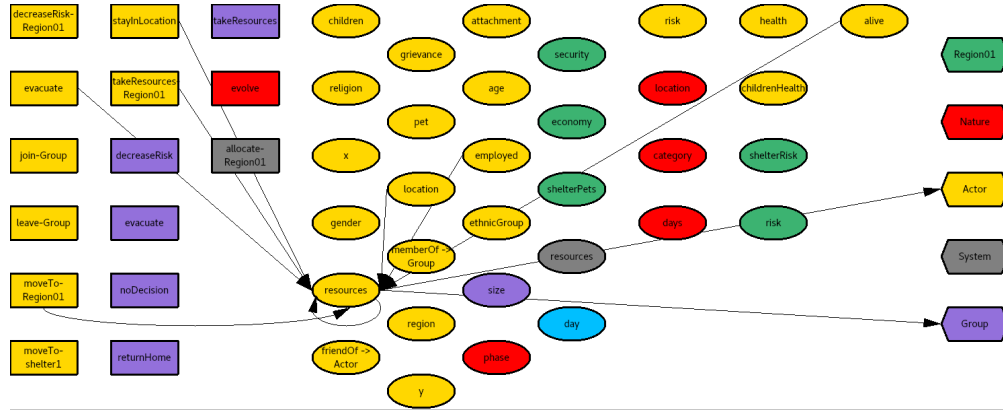 decreaseRisk-
Region01
stayInLocation
takeResources
children
attachment
risk
health
alive
grievance
security
Region01
evacuate
takeResources-
Region01
evolve
religion
age
location
childrenHealth
pet
economy
Nature
join-Group
decreaseRisk
allocate-
Region01
x
employed
category
shelterRisk
location
shelterPets
Actor
leave-Group
evacuate
gender
ethnicGroup
days
risk
memberOf ->
Group
resources
System
moveTo-
Region01
noDecision
resources
size
region
day
Group
moveTo-
shelter1
returnHome
friendOf ->
Actor
phase
y